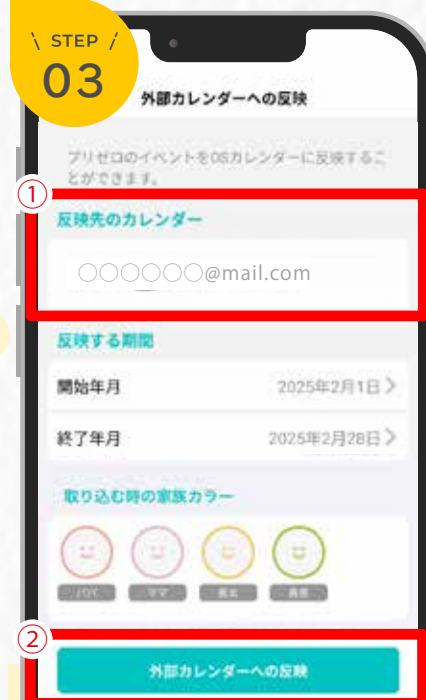 \ STEP /
03
外部カレンダーへの反映
プリゼロのイベントをOSカレンダーに反映するこ
とができます。
①
反映先のカレンダー
○○○○○○@mail.com
反映する期間
開始年月 2025年2月1日 >
終了年月 2025年2月28日 >
取り込む時の家族カラー
パパ ママ
②
外部カレンダーへの反映